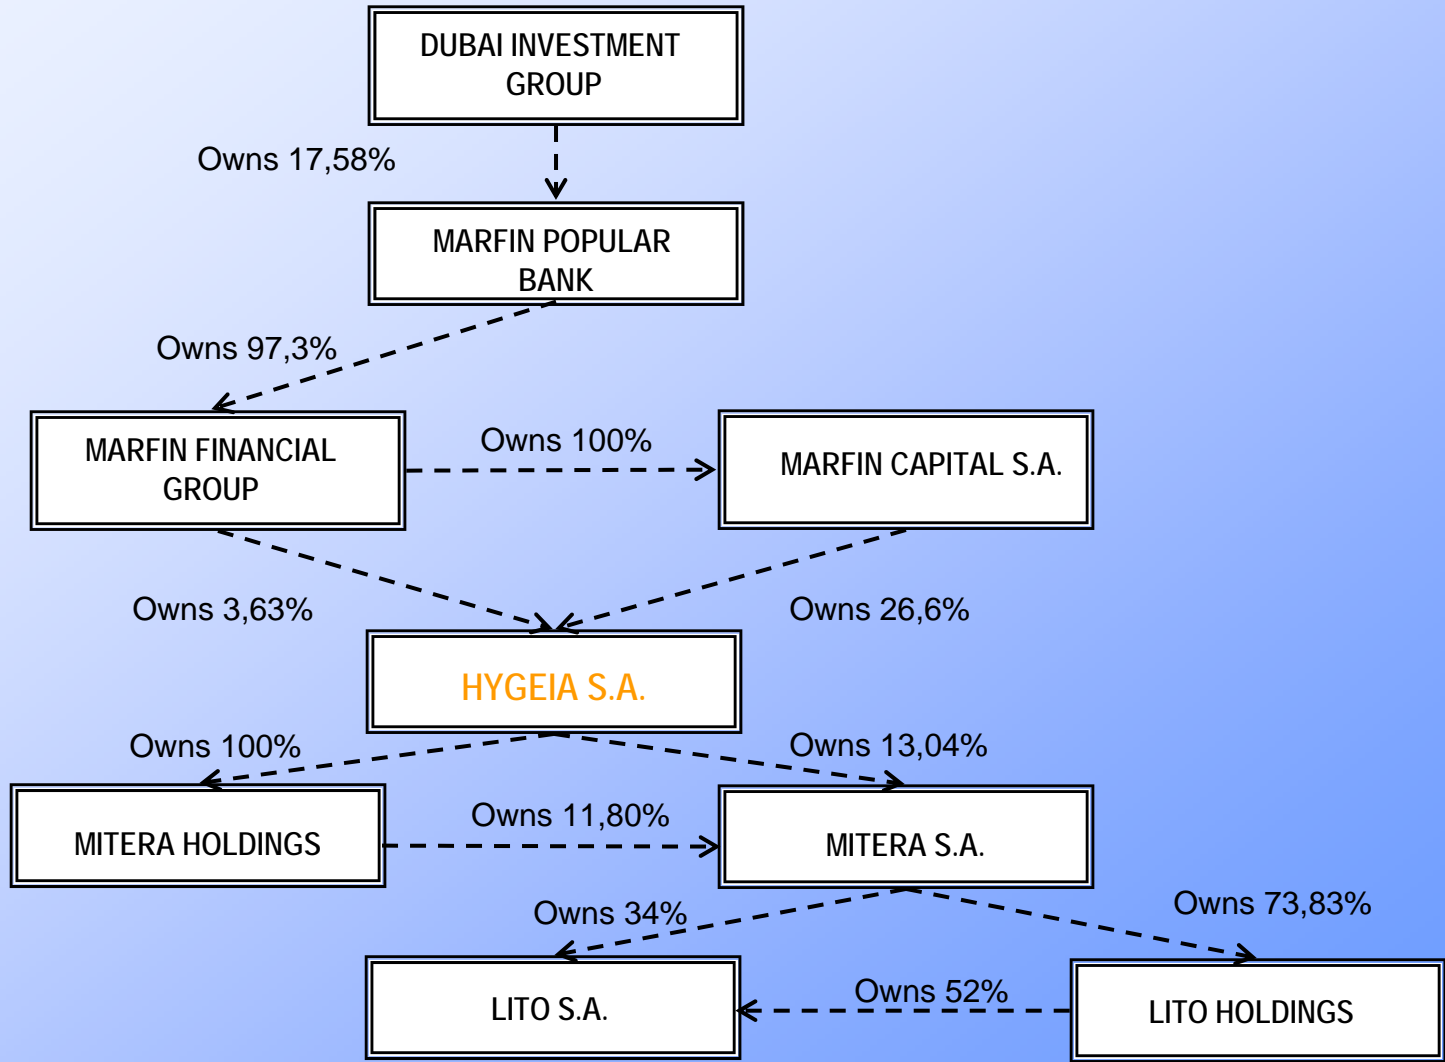 DUBAI INVESTMENT
GROUP
Owns 17,58%
MARFIN POPULAR
BANK
Owns 97,3%
MARFIN FINANCIAL
GROUP
Owns 100%
MARFIN CAPITAL S.A.
Owns 3,63%
Owns 26,6%
HYGEIA S.A.
Owns 100%
Owns 13,04%
MITERA HOLDINGS
Owns 11,80%
MITERA S.A.
Owns 34%
Owns 73,83%
LITO S.A.
Owns 52%
LITO HOLDINGS